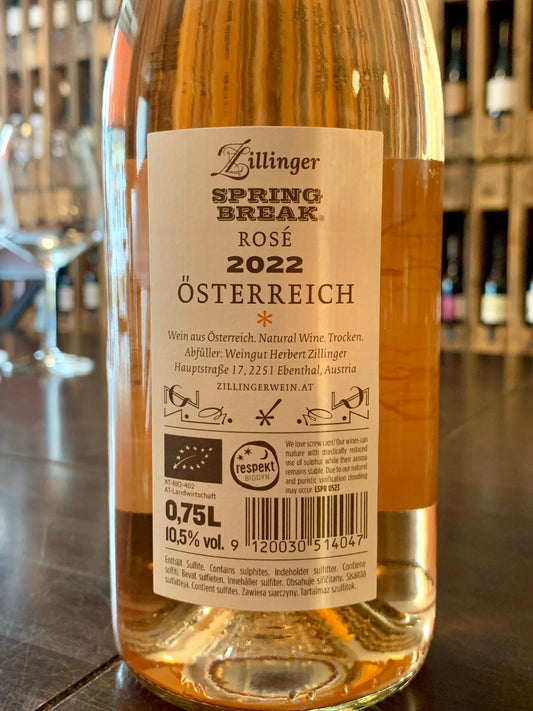 Zillinger
SPRING
BREAK®
ROSÉ
2022
ÖSTERREICH
*
Wein aus Österreich. Natural Wine. Trocken.
Abfüller: Weingut Herbert Zillinger
Hauptstraße 17, 2251 Ebenthal, Austria
ZILLINGERWEIN.AT
AT-BIO-402
AT-Landwirtschaft
respekt
BIODYN
We love screw caps! Our wines can
mature with drastically reduced
use of sulphur while their aroma
remains stable. Due to our natural
and puristic vinification clouding
may occur. LSPR 0523
0,75L
10,5% vol.
9 120030 514047
Enthält Sulfite, Contains sulphites, Indeholder sulfitter. Contiene
solfiti. Bevat sulfieten. Innehåller sulfiter, Obsahuje siřičitany. Sisältää
sulfiitteja. Contient sulfites. Zawiera siarczyny. Tartalmaz szulfitok.